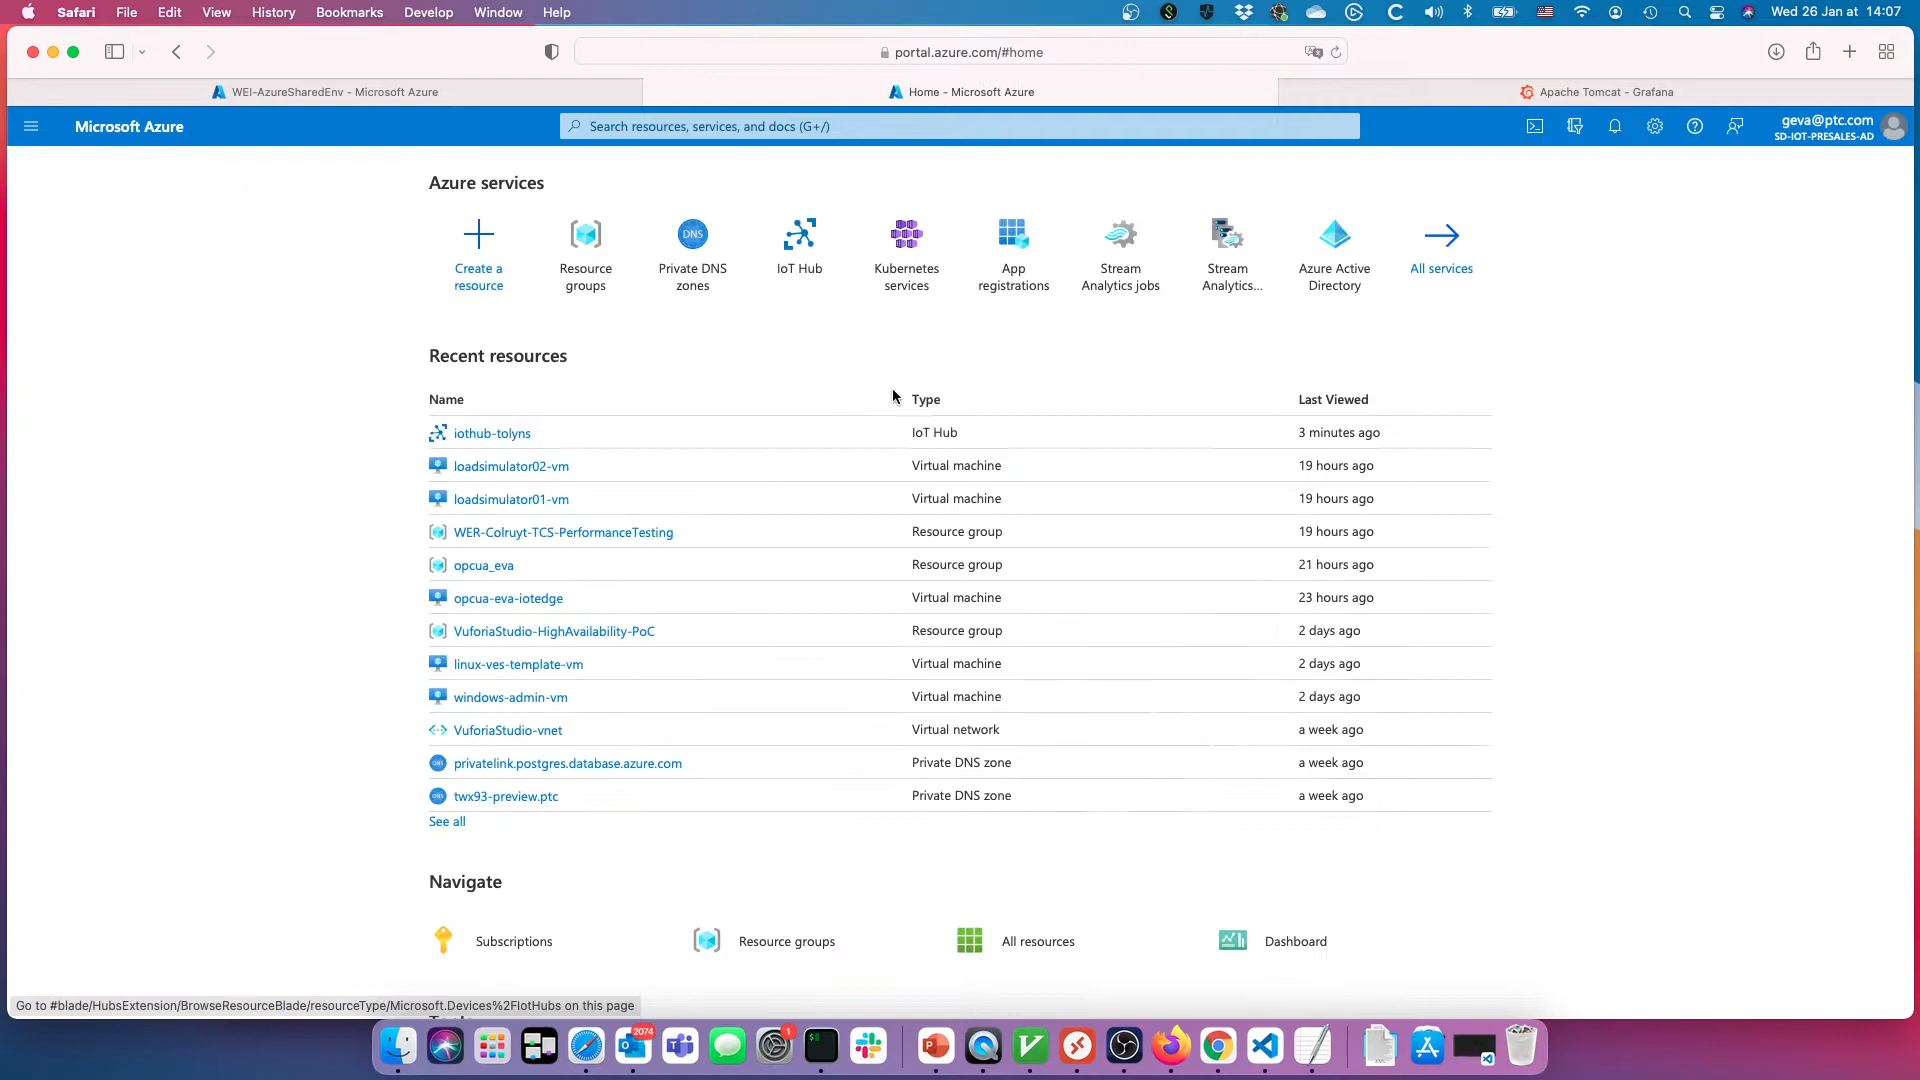 Safari File Edit View History Bookmarks Develop Window Help Wed 26 Jan at 14:07
portal.azure.com/#home
WEI-AzureSharedEnv - Microsoft Azure Home - Microsoft Azure Apache Tomcat - Grafana
Microsoft Azure Search resources, services, and docs (G+/) geva@ptc.com
SD-IOT-PRESALES-AD
Azure services
DNS
Create a resource
Resource groups
Private DNS zones
IoT Hub
Kubernetes services
App registrations
Stream Analytics jobs
Stream Analytics...
Azure Active Directory
All services
Recent resources
Name Type Last Viewed
iothub-tolyns IoT Hub 3 minutes ago
loadsimulator02-vm Virtual machine 19 hours ago
loadsimulator01-vm Virtual machine 19 hours ago
WER-Colruyt-TCS-PerformanceTesting Resource group 19 hours ago
opcua_eva Resource group 21 hours ago
opcua-eva-iotedge Virtual machine 23 hours ago
VuforiaStudio-HighAvailability-PoC Resource group 2 days ago
linux-ves-template-vm Virtual machine 2 days ago
windows-admin-vm Virtual machine 2 days ago
VuforiaStudio-vnet Virtual network a week ago
privatelink.postgres.database.azure.com Private DNS zone a week ago
twx93-preview.ptc Private DNS zone a week ago
See all
Navigate
Subscriptions Resource groups All resources Dashboard
Go to #blade/HubsExtension/BrowseResourceBlade/resourceType/Microsoft.Devices%2FIotHubs on this page
2074 1